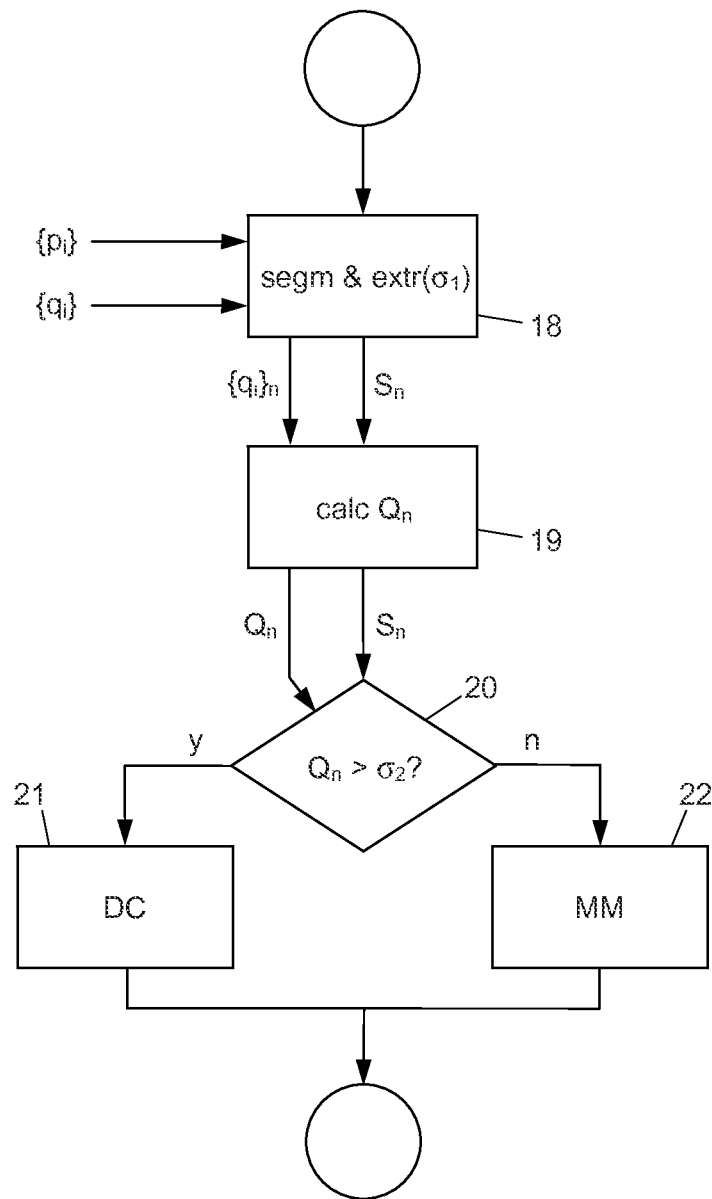 {pᵢ}
segm & extr(σ₁)
{qᵢ}
18
{qᵢ}ₙ
Sₙ
calc Qₙ
19
Qₙ
Sₙ
20
y
Qₙ > σ₂?
n
21
22
DC
MM